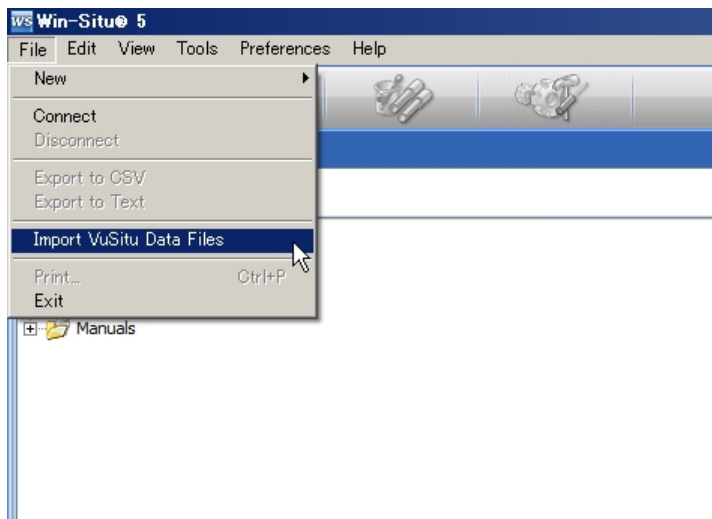 WS Win-Situ® 5
File Edit View Tools Preferences Help
New
Connect
Disconnect
Export to CSV
Export to Text
Import VuSitu Data Files
Print... Ctrl+P
Exit
Manuals